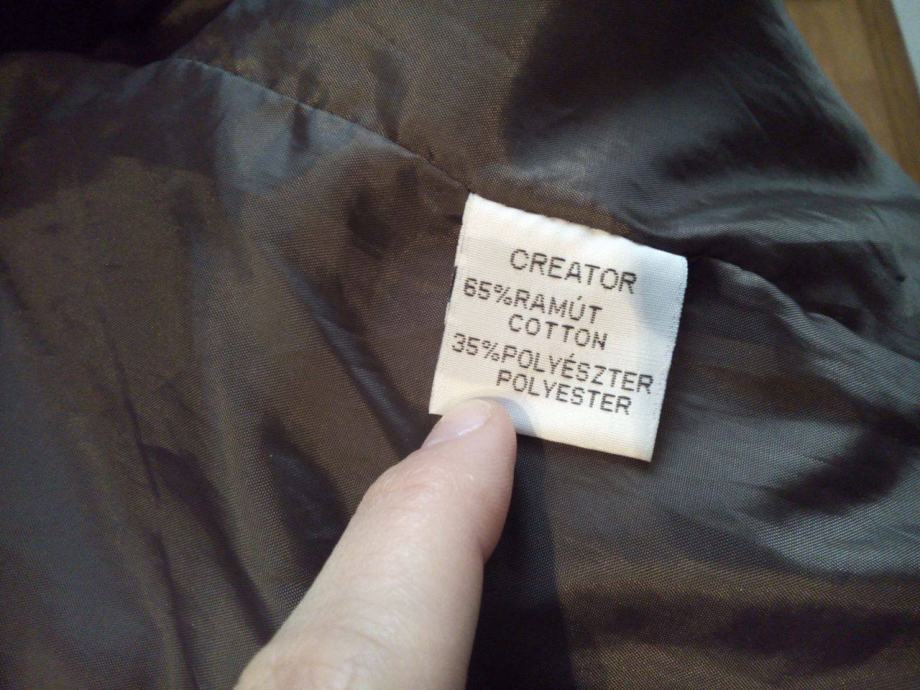 CREATOR
65%RAMÚT
COTTON
35%POLYÉSZTER
POLYESTER